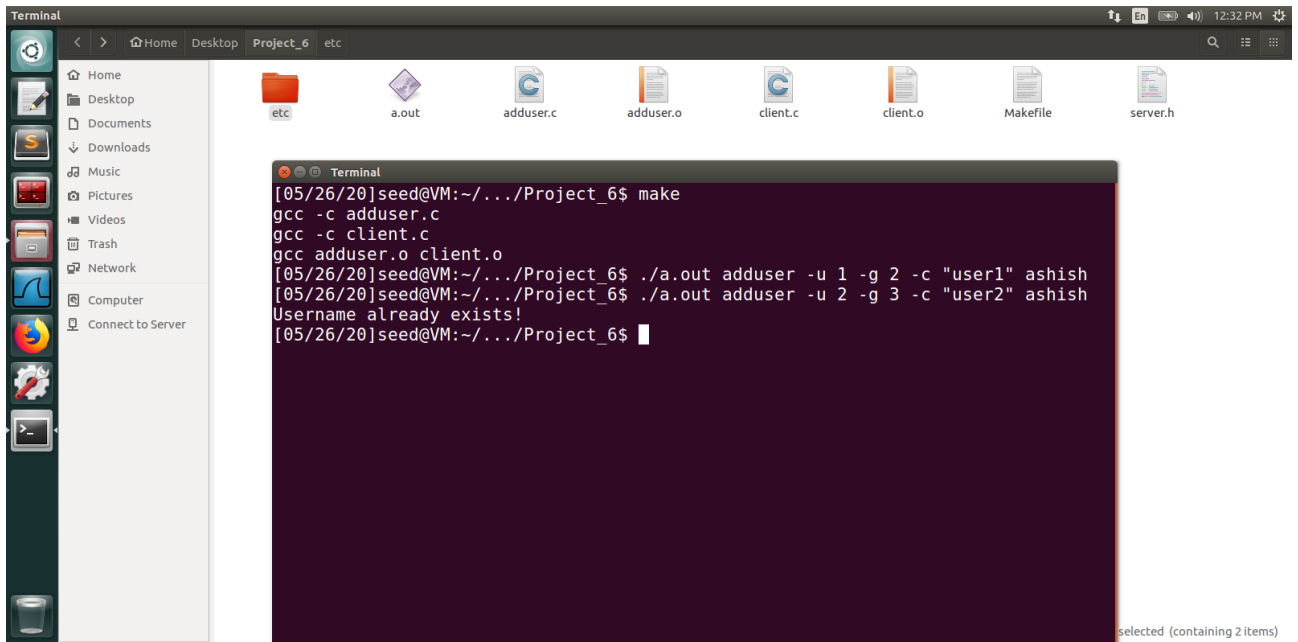 Terminal
En
12:32 PM
Home Desktop Project_6 etc
Home
Desktop
Documents
Downloads
Music
Pictures
Videos
Trash
Network
Computer
Connect to Server
etc a.out adduser.c adduser.o client.c client.o Makefile server.h
Terminal
[05/26/20]seed@VM:~/.../Project_6$ make
gcc -c adduser.c
gcc -c client.c
gcc adduser.o client.o
[05/26/20]seed@VM:~/.../Project_6$ ./a.out adduser -u 1 -g 2 -c "user1" ashish
[05/26/20]seed@VM:~/.../Project_6$ ./a.out adduser -u 2 -g 3 -c "user2" ashish
Username already exists!
[05/26/20]seed@VM:~/.../Project_6$
selected (containing 2 items)